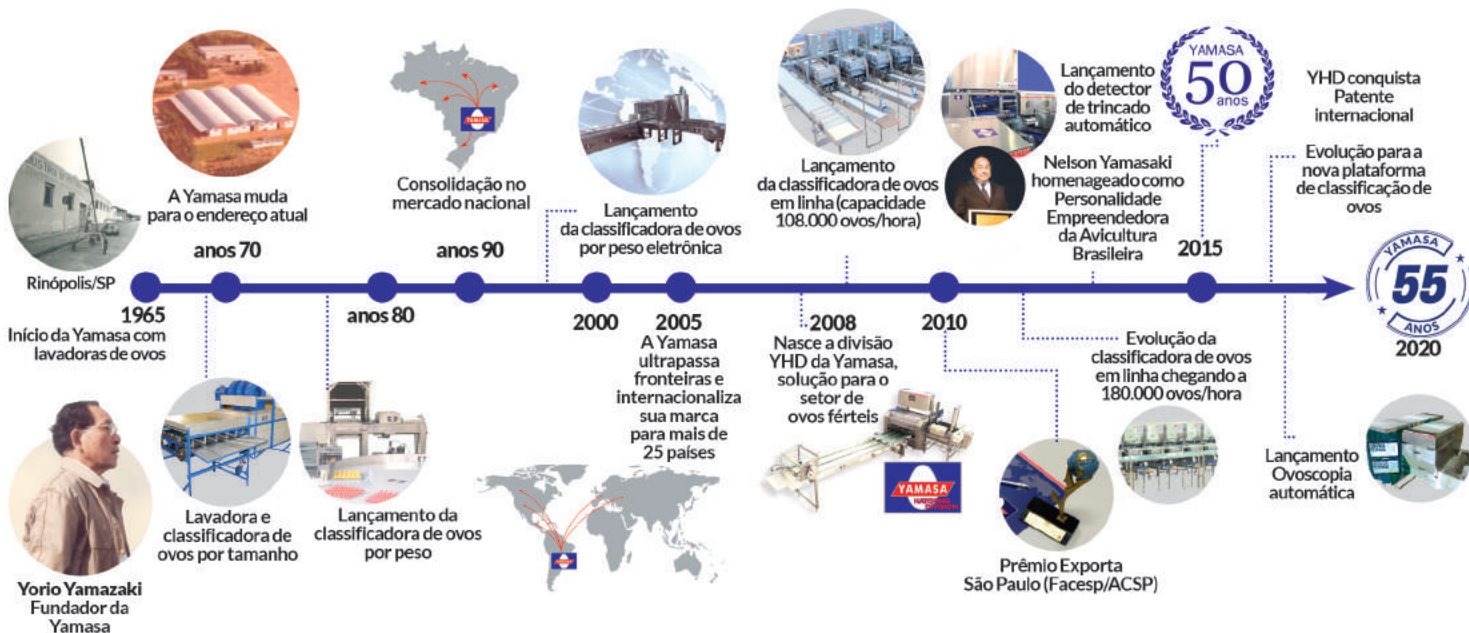 Rinópolis/SP
1965
Início da Yamasa com
lavadoras de ovos
Yorio Yamazaki
Fundador da
Yamasa
A Yamasa muda
para o endereço atual
anos 70
Lavadora e
classificadora de
ovos por tamanho
Lançamento da
classificadora de ovos
por peso
anos 80
YAMASA
Consolidação no
mercado nacional
anos 90
Lançamento
da classificadora de ovos
por peso eletrônica
2000
2005
A Yamasa
ultrapassa
fronteiras e
internacionaliza
sua marca
para mais de
25 países
2008
Nasce a divisão
YHD da Yamasa,
solução para o
setor de
ovos férteis
YAMASA
HATCHING
DIVISION
Lançamento
da classificadora de ovos
em linha (capacidade
108.000 ovos/hora)
2010
Prêmio Exporta
São Paulo (Facesp/ACSP)
Evolução da
classificadora de ovos
em linha chegando a
180.000 ovos/hora
Lançamento
do detector
de trincado
automático
Nelson Yamasaki
homenageado como
Personalidade
Empreendedora
da Avicultura
Brasileira
YAMASA
50
anos
2015
YHD conquista
Patente
internacional
Evolução para a
nova plataforma
de classificação de
ovos
Lançamento
Ovoscopia
automática
YAMASA
55
ANOS
2020